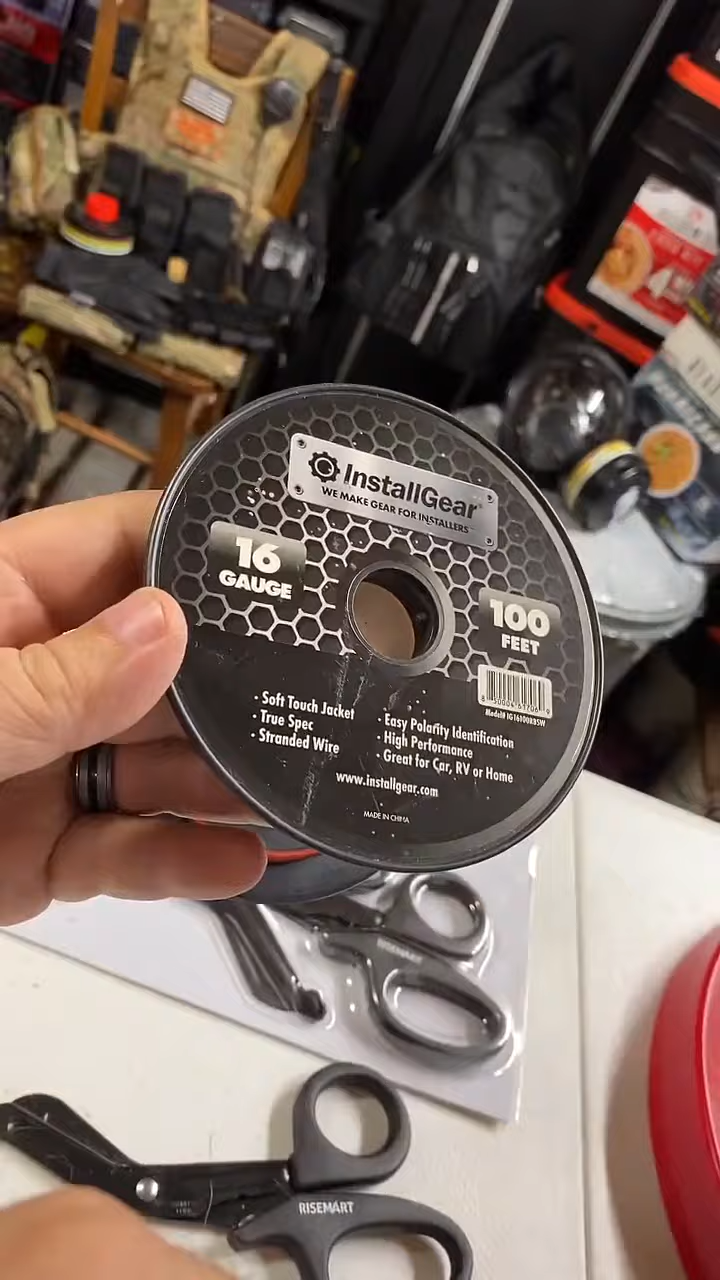 InstallGear
WE MAKE GEAR FOR INSTALLERS
16
GAUGE
100
FEET
Model# IG16100RBSW
· Soft Touch Jacket
· True Spec
· Stranded Wire
· Easy Polarity Identification
· High Performance
· Great for Car, RV or Home
www.installgear.com
MADE IN CHINA
RISEMART
RISEMART